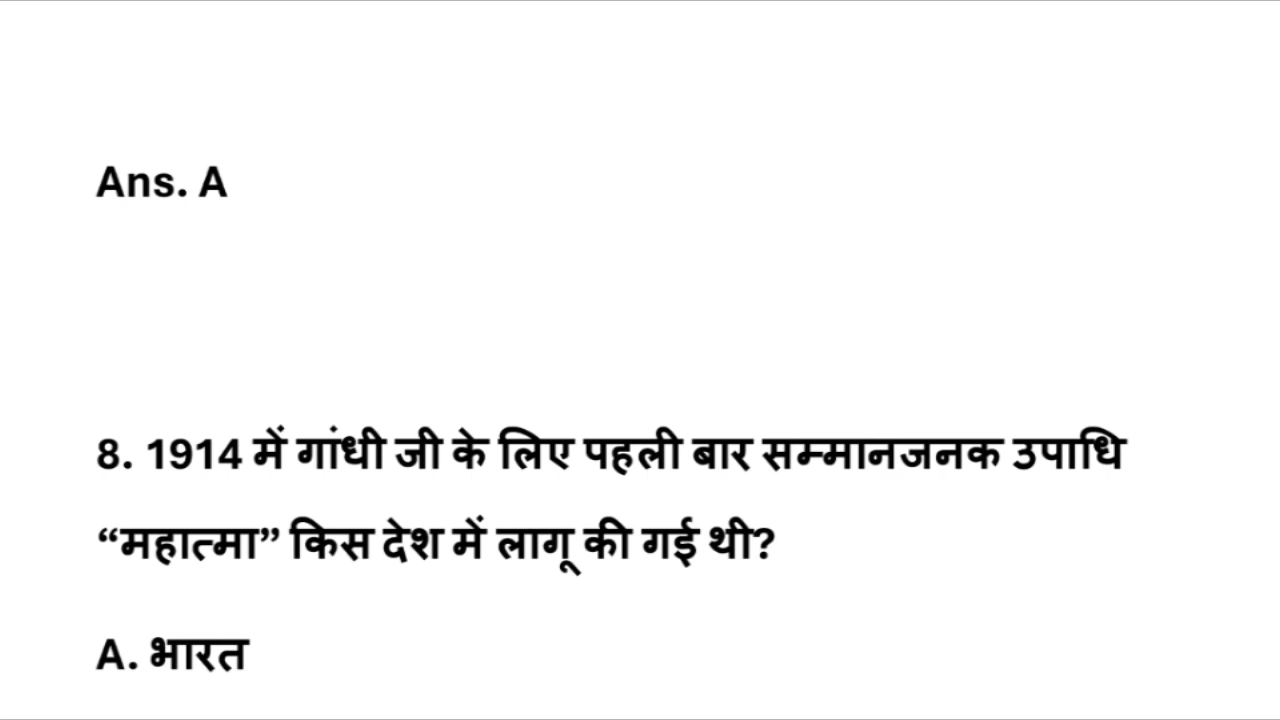 Ans. A
8. 1914 में गांधी जी के लिए पहली बार सम्मानजनक उपाधि
“महात्मा” किस देश में लागू की गई थी?
A. भारत